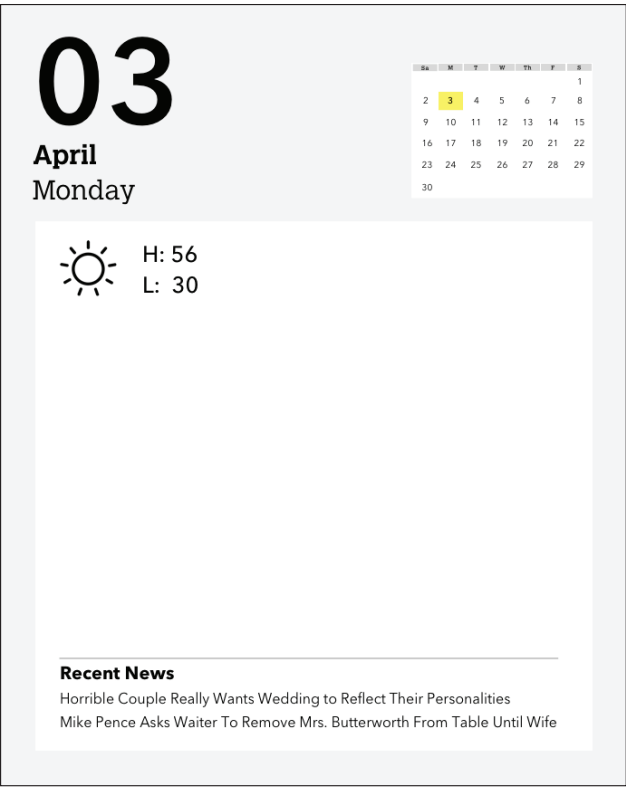 03
April
Monday
Sa M T W Th F S
1
2 3 4 5 6 7 8
9 10 11 12 13 14 15
16 17 18 19 20 21 22
23 24 25 26 27 28 29
30
H: 56
L: 30
Recent News
Horrible Couple Really Wants Wedding to Reflect Their Personalities
Mike Pence Asks Waiter To Remove Mrs. Butterworth From Table Until Wife